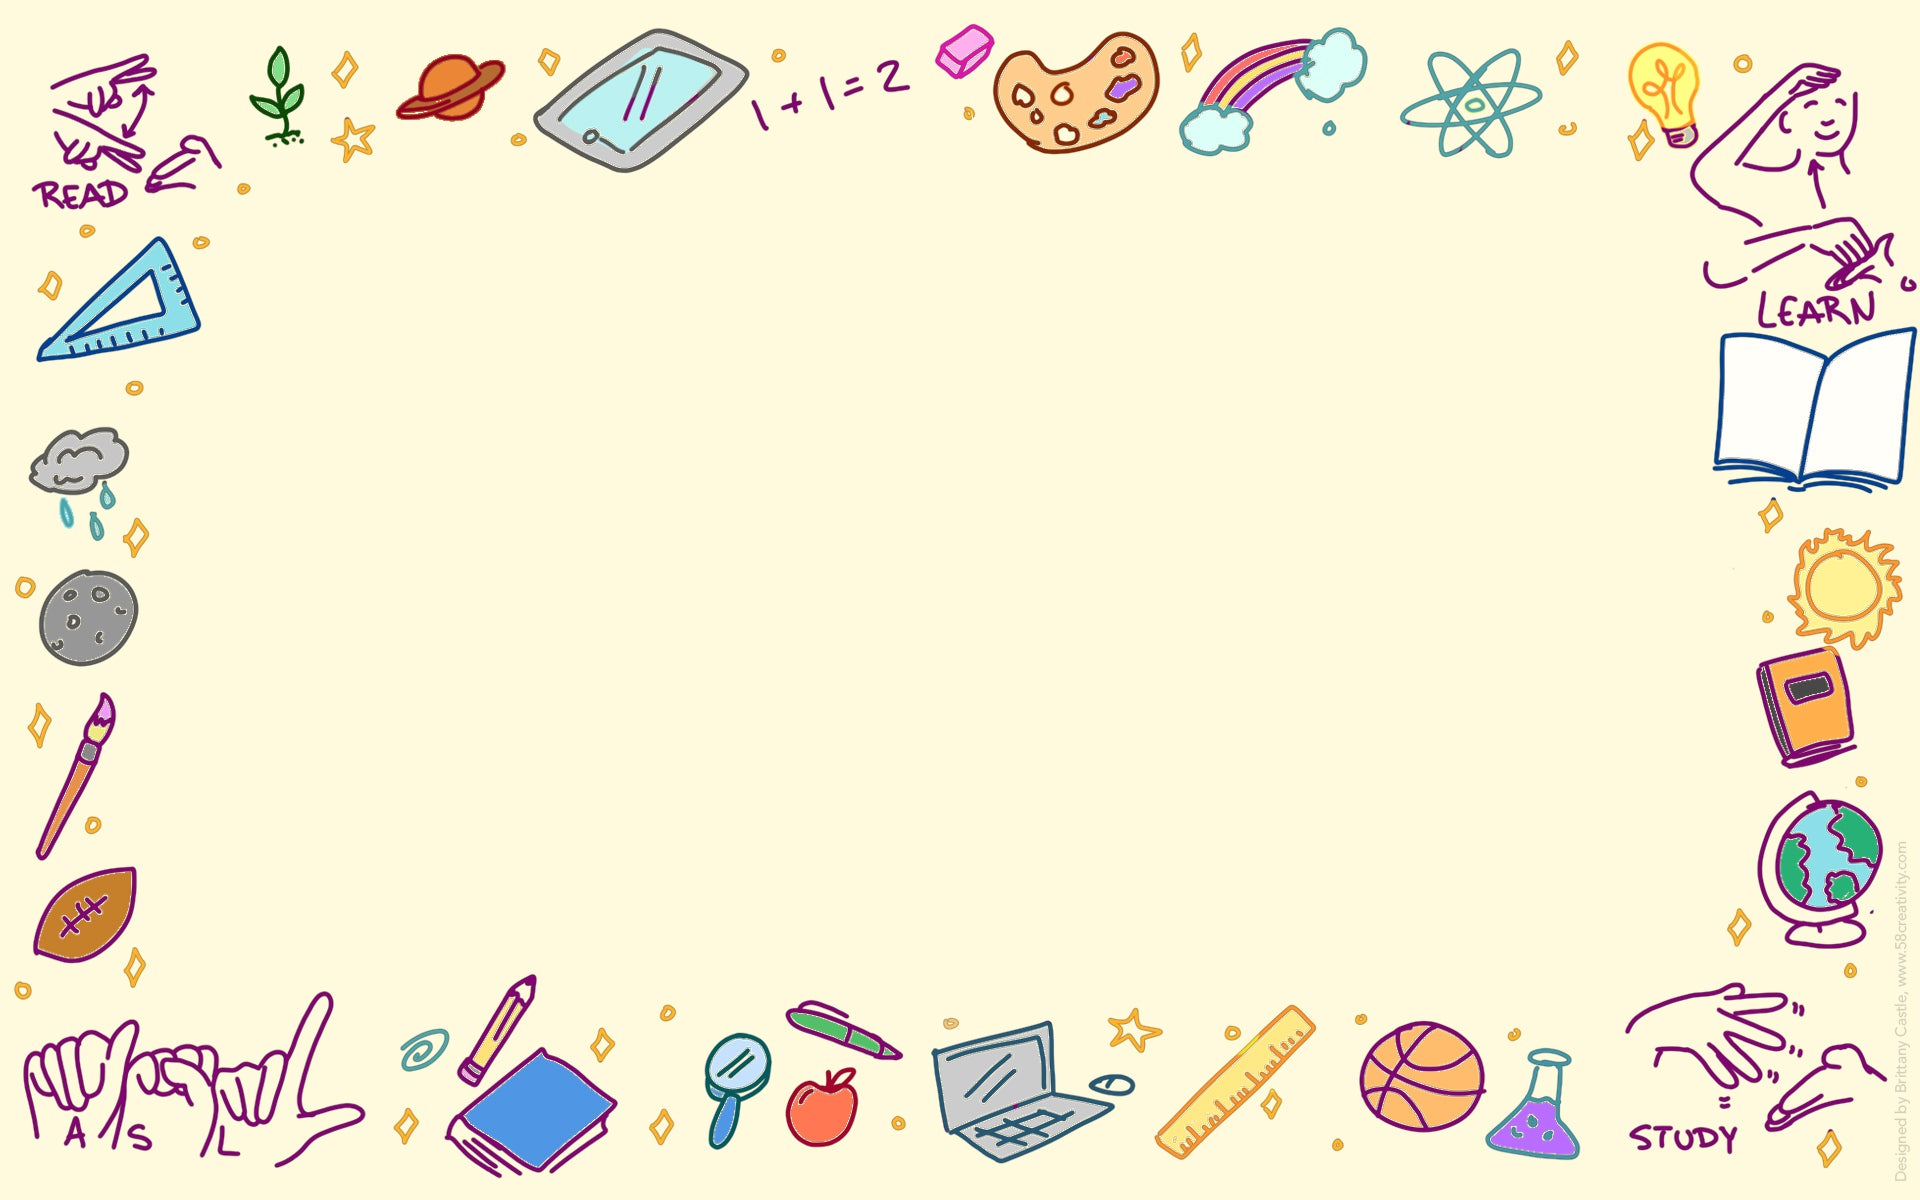 1 + 1 = 2
READ
LEARN
A S L
STUDY
Designed by Brittany Castle, www.58creativity.com